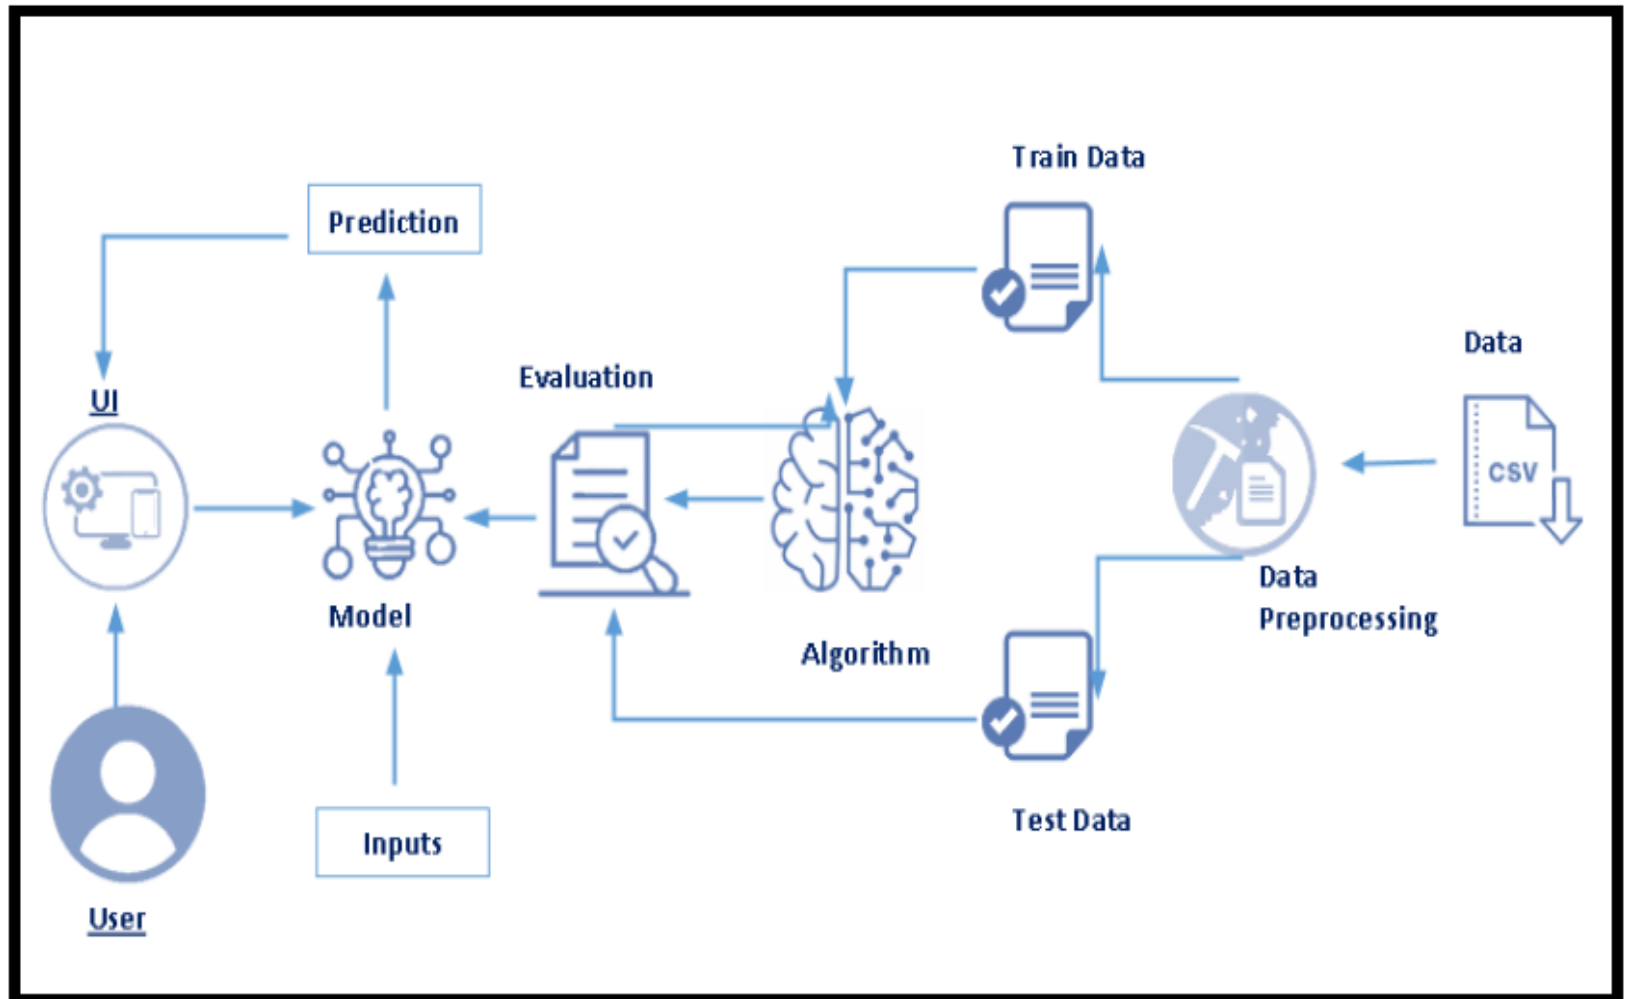 Train Data
Prediction
Data
Evaluation
UI
CSV
Data
Preprocessing
Model
Algorithm
Test Data
Inputs
User